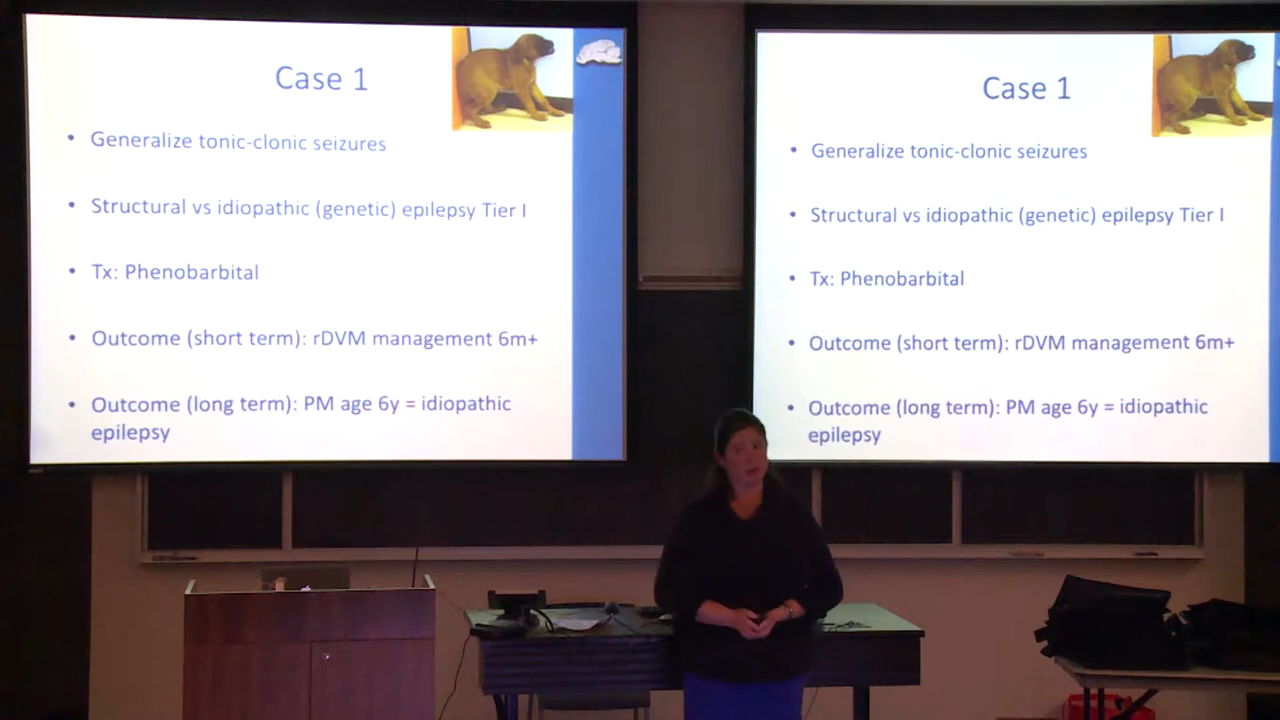 Case 1
• Generalize tonic-clonic seizures
• Structural vs idiopathic (genetic) epilepsy Tier I
• Tx: Phenobarbital
• Outcome (short term): rDVM management 6m+
• Outcome (long term): PM age 6y = idiopathic
epilepsy
Case 1
• Generalize tonic-clonic seizures
• Structural vs idiopathic (genetic) epilepsy Tier I
• Tx: Phenobarbital
• Outcome (short term): rDVM management 6m+
• Outcome (long term): PM age 6y = idiopathic
epilepsy